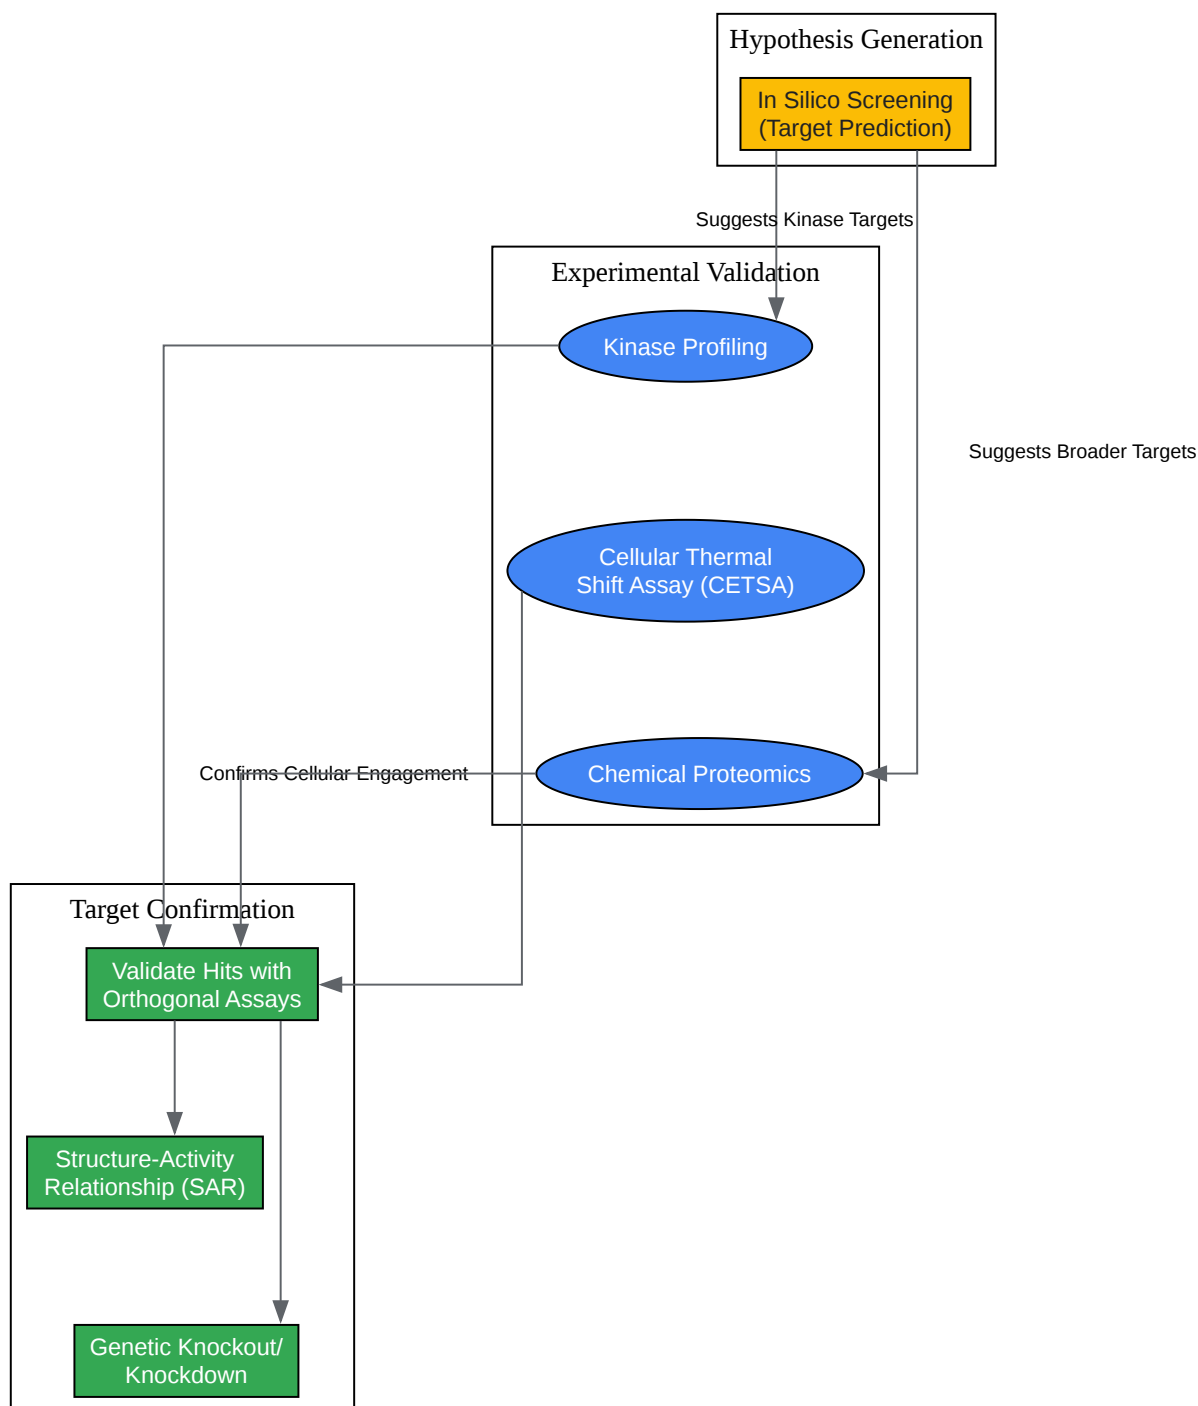 Hypothesis Generation
In Silico Screening
(Target Prediction)
Suggests Kinase Targets
Experimental Validation
Kinase Profiling
Suggests Broader Targets
Cellular Thermal
Shift Assay (CETSA)
Confirms Cellular Engagement
Chemical Proteomics
Target Confirmation
Validate Hits with
Orthogonal Assays
Structure-Activity
Relationship (SAR)
Genetic Knockout/
Knockdown